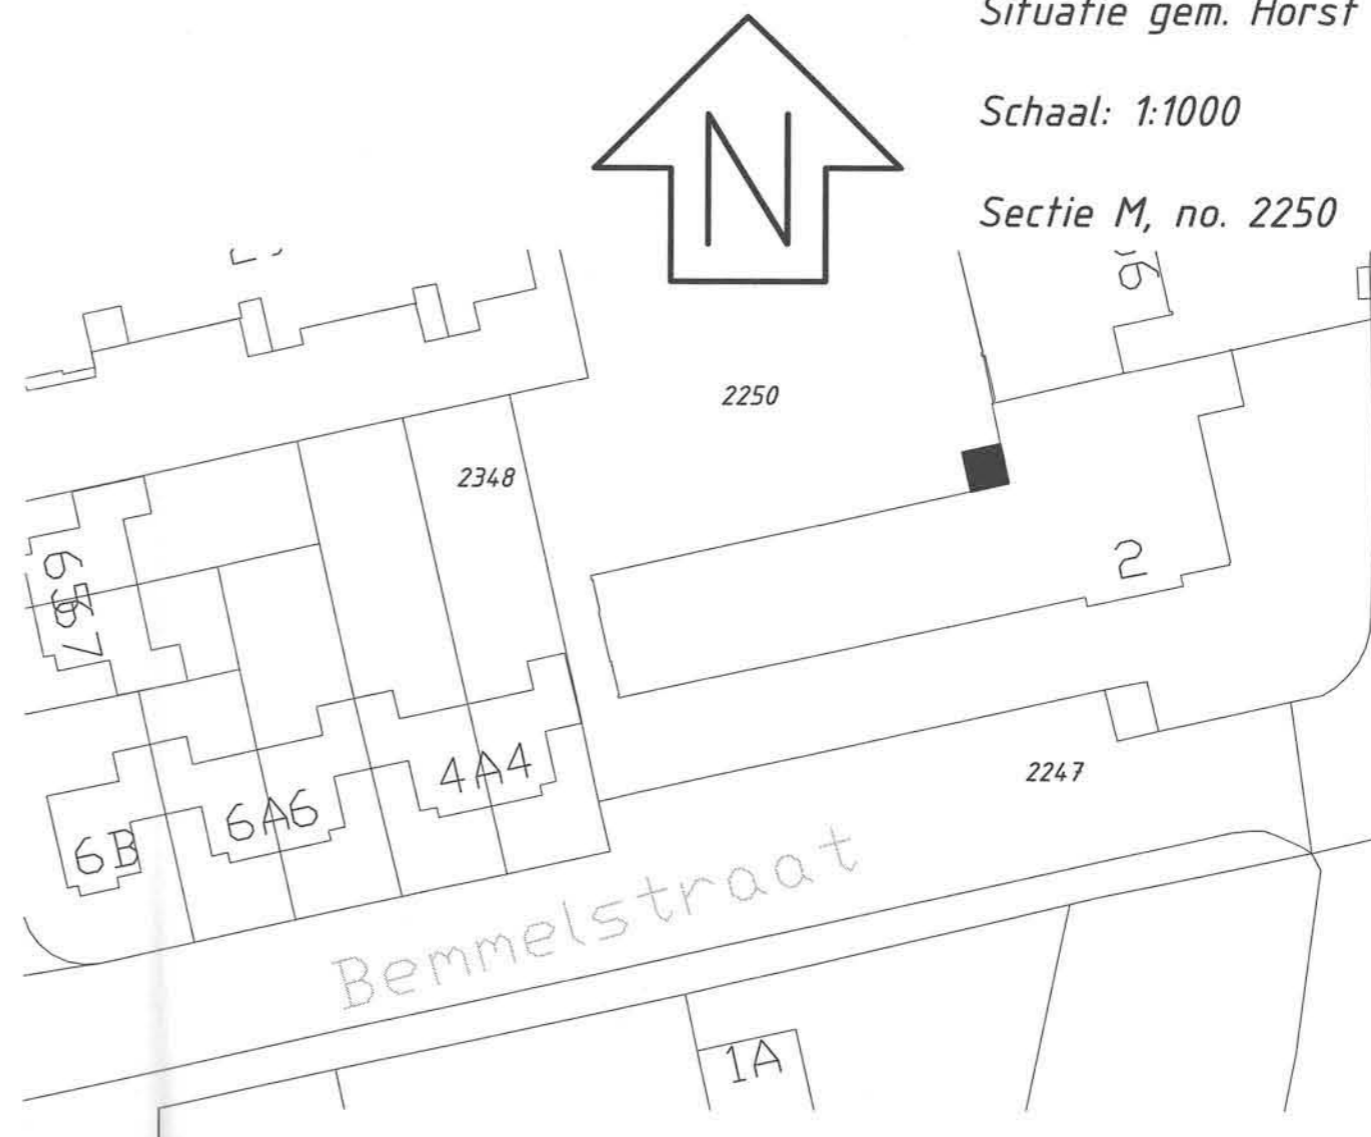 Situatie gem. Horst
N
Schaal: 1:1000
Sectie M, no. 2250
2250
2348
2
4A4
2247
6A6
6B
Bemmelstraat
1A